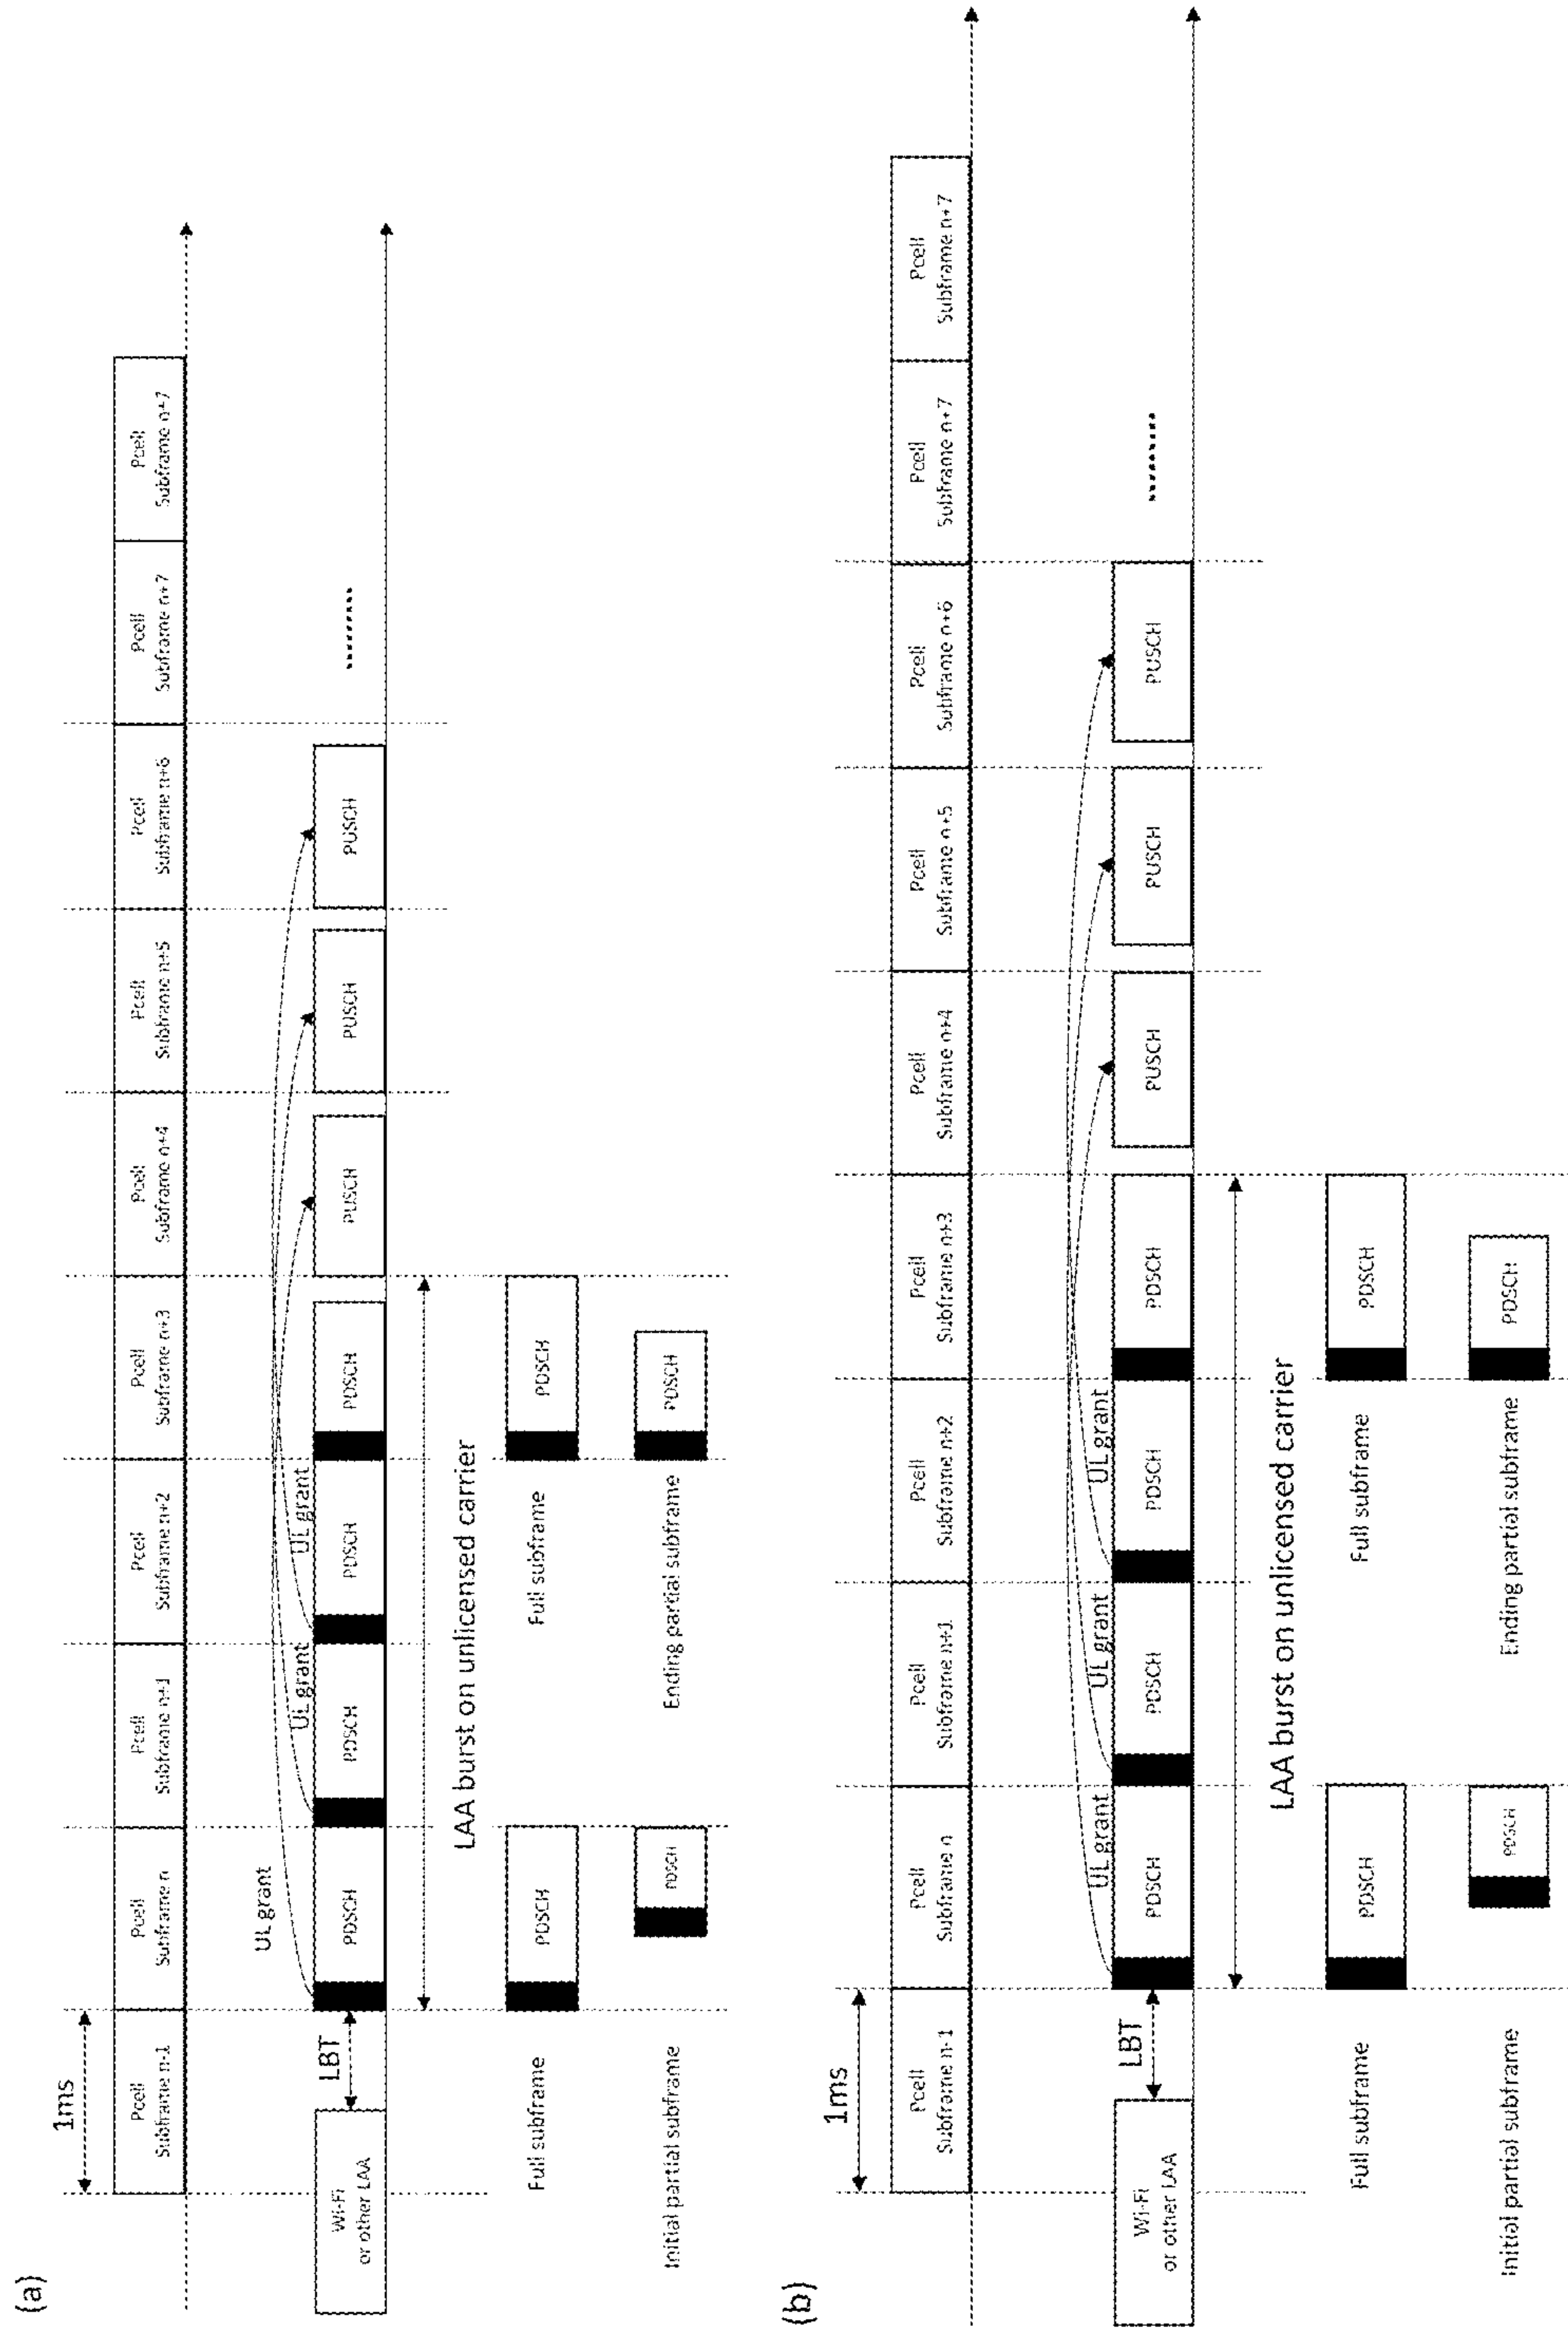 (a)
1ms
Pcell
Subframe n-1
Pcell
Subframe n
Pcell
Subframe n+1
Pcell
Subframe n+2
Pcell
Subframe n+3
Pcell
Subframe n+4
Pcell
Subframe n+5
Pcell
Subframe n+6
Pcell
Subframe n+7
Pcell
Subframe n+7
UL grant
UL grant
UL grant
Wi-Fi
or other LAA
LBT
PDSCH
PDSCH
PDSCH
PDSCH
PUSCH
PUSCH
PUSCH
........
LAA burst on unlicensed carrier
Full subframe
PDSCH
Full subframe
PDSCH
Initial partial subframe
PDSCH
Ending partial subframe
PDSCH
(b)
1ms
Pcell
Subframe n-1
Pcell
Subframe n
Pcell
Subframe n+1
Pcell
Subframe n+2
Pcell
Subframe n+3
Pcell
Subframe n+4
Pcell
Subframe n+5
Pcell
Subframe n+6
Pcell
Subframe n+7
Pcell
Subframe n+7
UL grant
UL grant
UL grant
Wi-Fi
or other LAA
LBT
PDSCH
PDSCH
PDSCH
PDSCH
PUSCH
PUSCH
PUSCH
........
LAA burst on unlicensed carrier
Full subframe
PDSCH
Full subframe
PDSCH
Initial partial subframe
PDSCH
Ending partial subframe
PDSCH